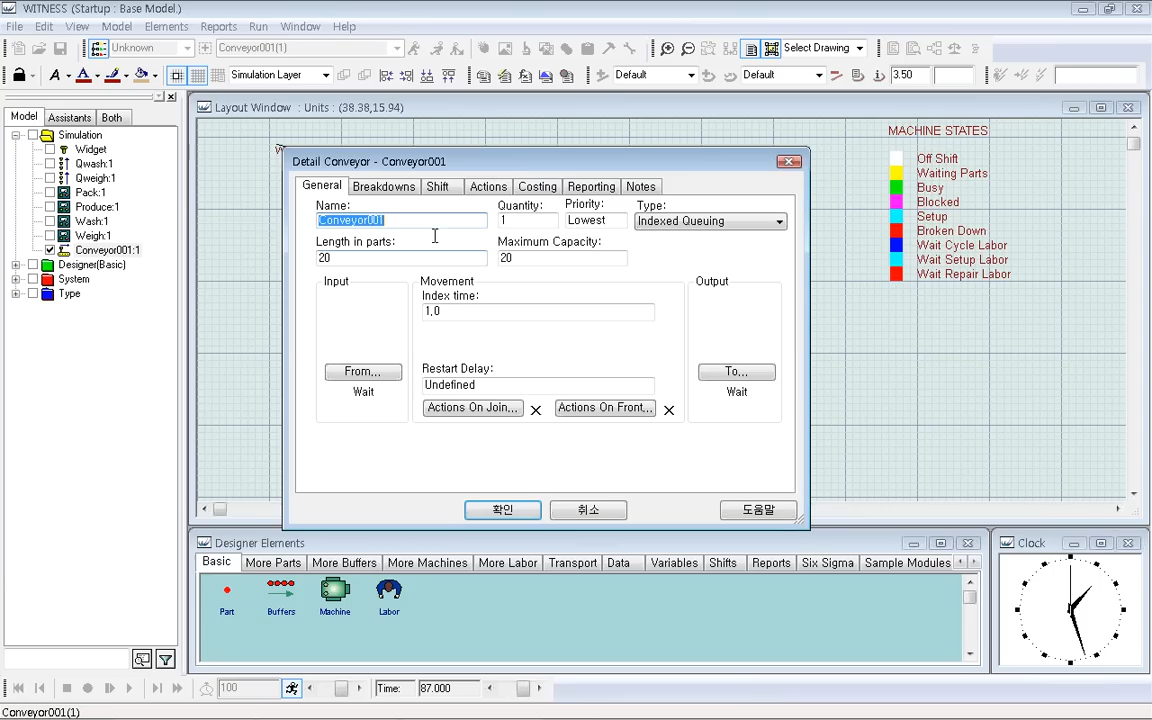 WITNESS (Startup : Base Model.)
File Edit View Model Elements Reports Run Window Help
Unknown Conveyor001(1) Select Drawing
Simulation Layer Default Default 3.50
Model Assistants Both
Simulation
Widget
Qwash:1
Qweigh:1
Pack:1
Produce:1
Wash:1
Weigh:1
Conveyor001:1
Designer(Basic)
System
Type
Layout Window : Units : (38.38,15.94)
MACHINE STATES
Off Shift
Waiting Parts
Busy
Blocked
Setup
Broken Down
Wait Cycle Labor
Wait Setup Labor
Wait Repair Labor
Detail Conveyor - Conveyor001
General Breakdowns Shift Actions Costing Reporting Notes
Name: Quantity: Priority: Type:
Conveyor001 1 Lowest Indexed Queuing
Length in parts: Maximum Capacity:
20 20
Input Movement Output
Index time:
1.0
Restart Delay:
From... To...
Undefined
Wait Wait
Actions On Join... Actions On Front...
확인 취소 도움말
Designer Elements
Basic More Parts More Buffers More Machines More Labor Transport Data Variables Shifts Reports Six Sigma Sample Modules
Part Buffers Machine Labor
Clock
100 Time: 87.000
Conveyor001(1)